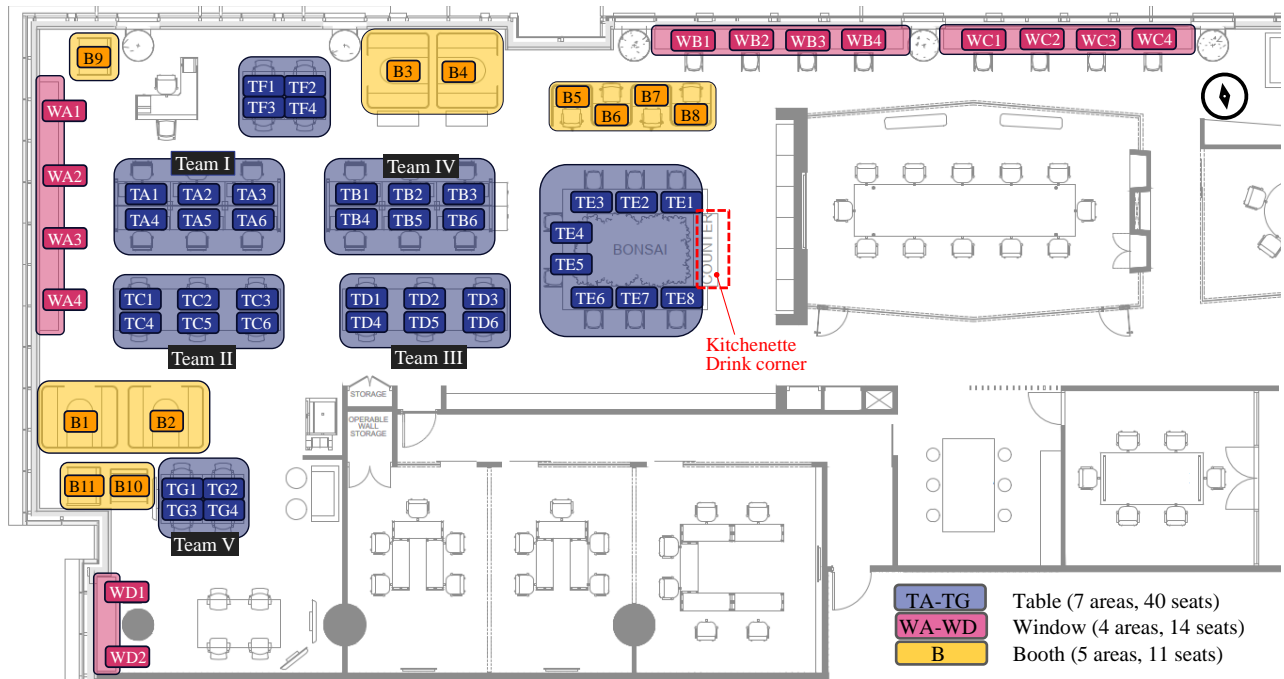 WB1 WB2 WB3 WB4
WC1 WC2 WC3 WC4
B9
B3 B4
TF1 TF2
TF3 TF4
B5 B6 B7 B8
WA1
WA2
WA3
WA4
Team I
TA1 TA2 TA3
TA4 TA5 TA6
Team IV
TB1 TB2 TB3
TB4 TB5 TB6
TE3 TE2 TE1
TE4
TE5
BONSAI
COUNTER
TE6 TE7 TE8
TC1 TC2 TC3
TC4 TC5 TC6
Team II
TD1 TD2 TD3
TD4 TD5 TD6
Team III
Kitchenette
Drink corner
STORAGE
OPERABLE
WALL
STORAGE
B1 B2
B11 B10
TG1 TG2
TG3 TG4
Team V
WD1
WD2
TA-TG Table (7 areas, 40 seats)
WA-WD Window (4 areas, 14 seats)
B Booth (5 areas, 11 seats)